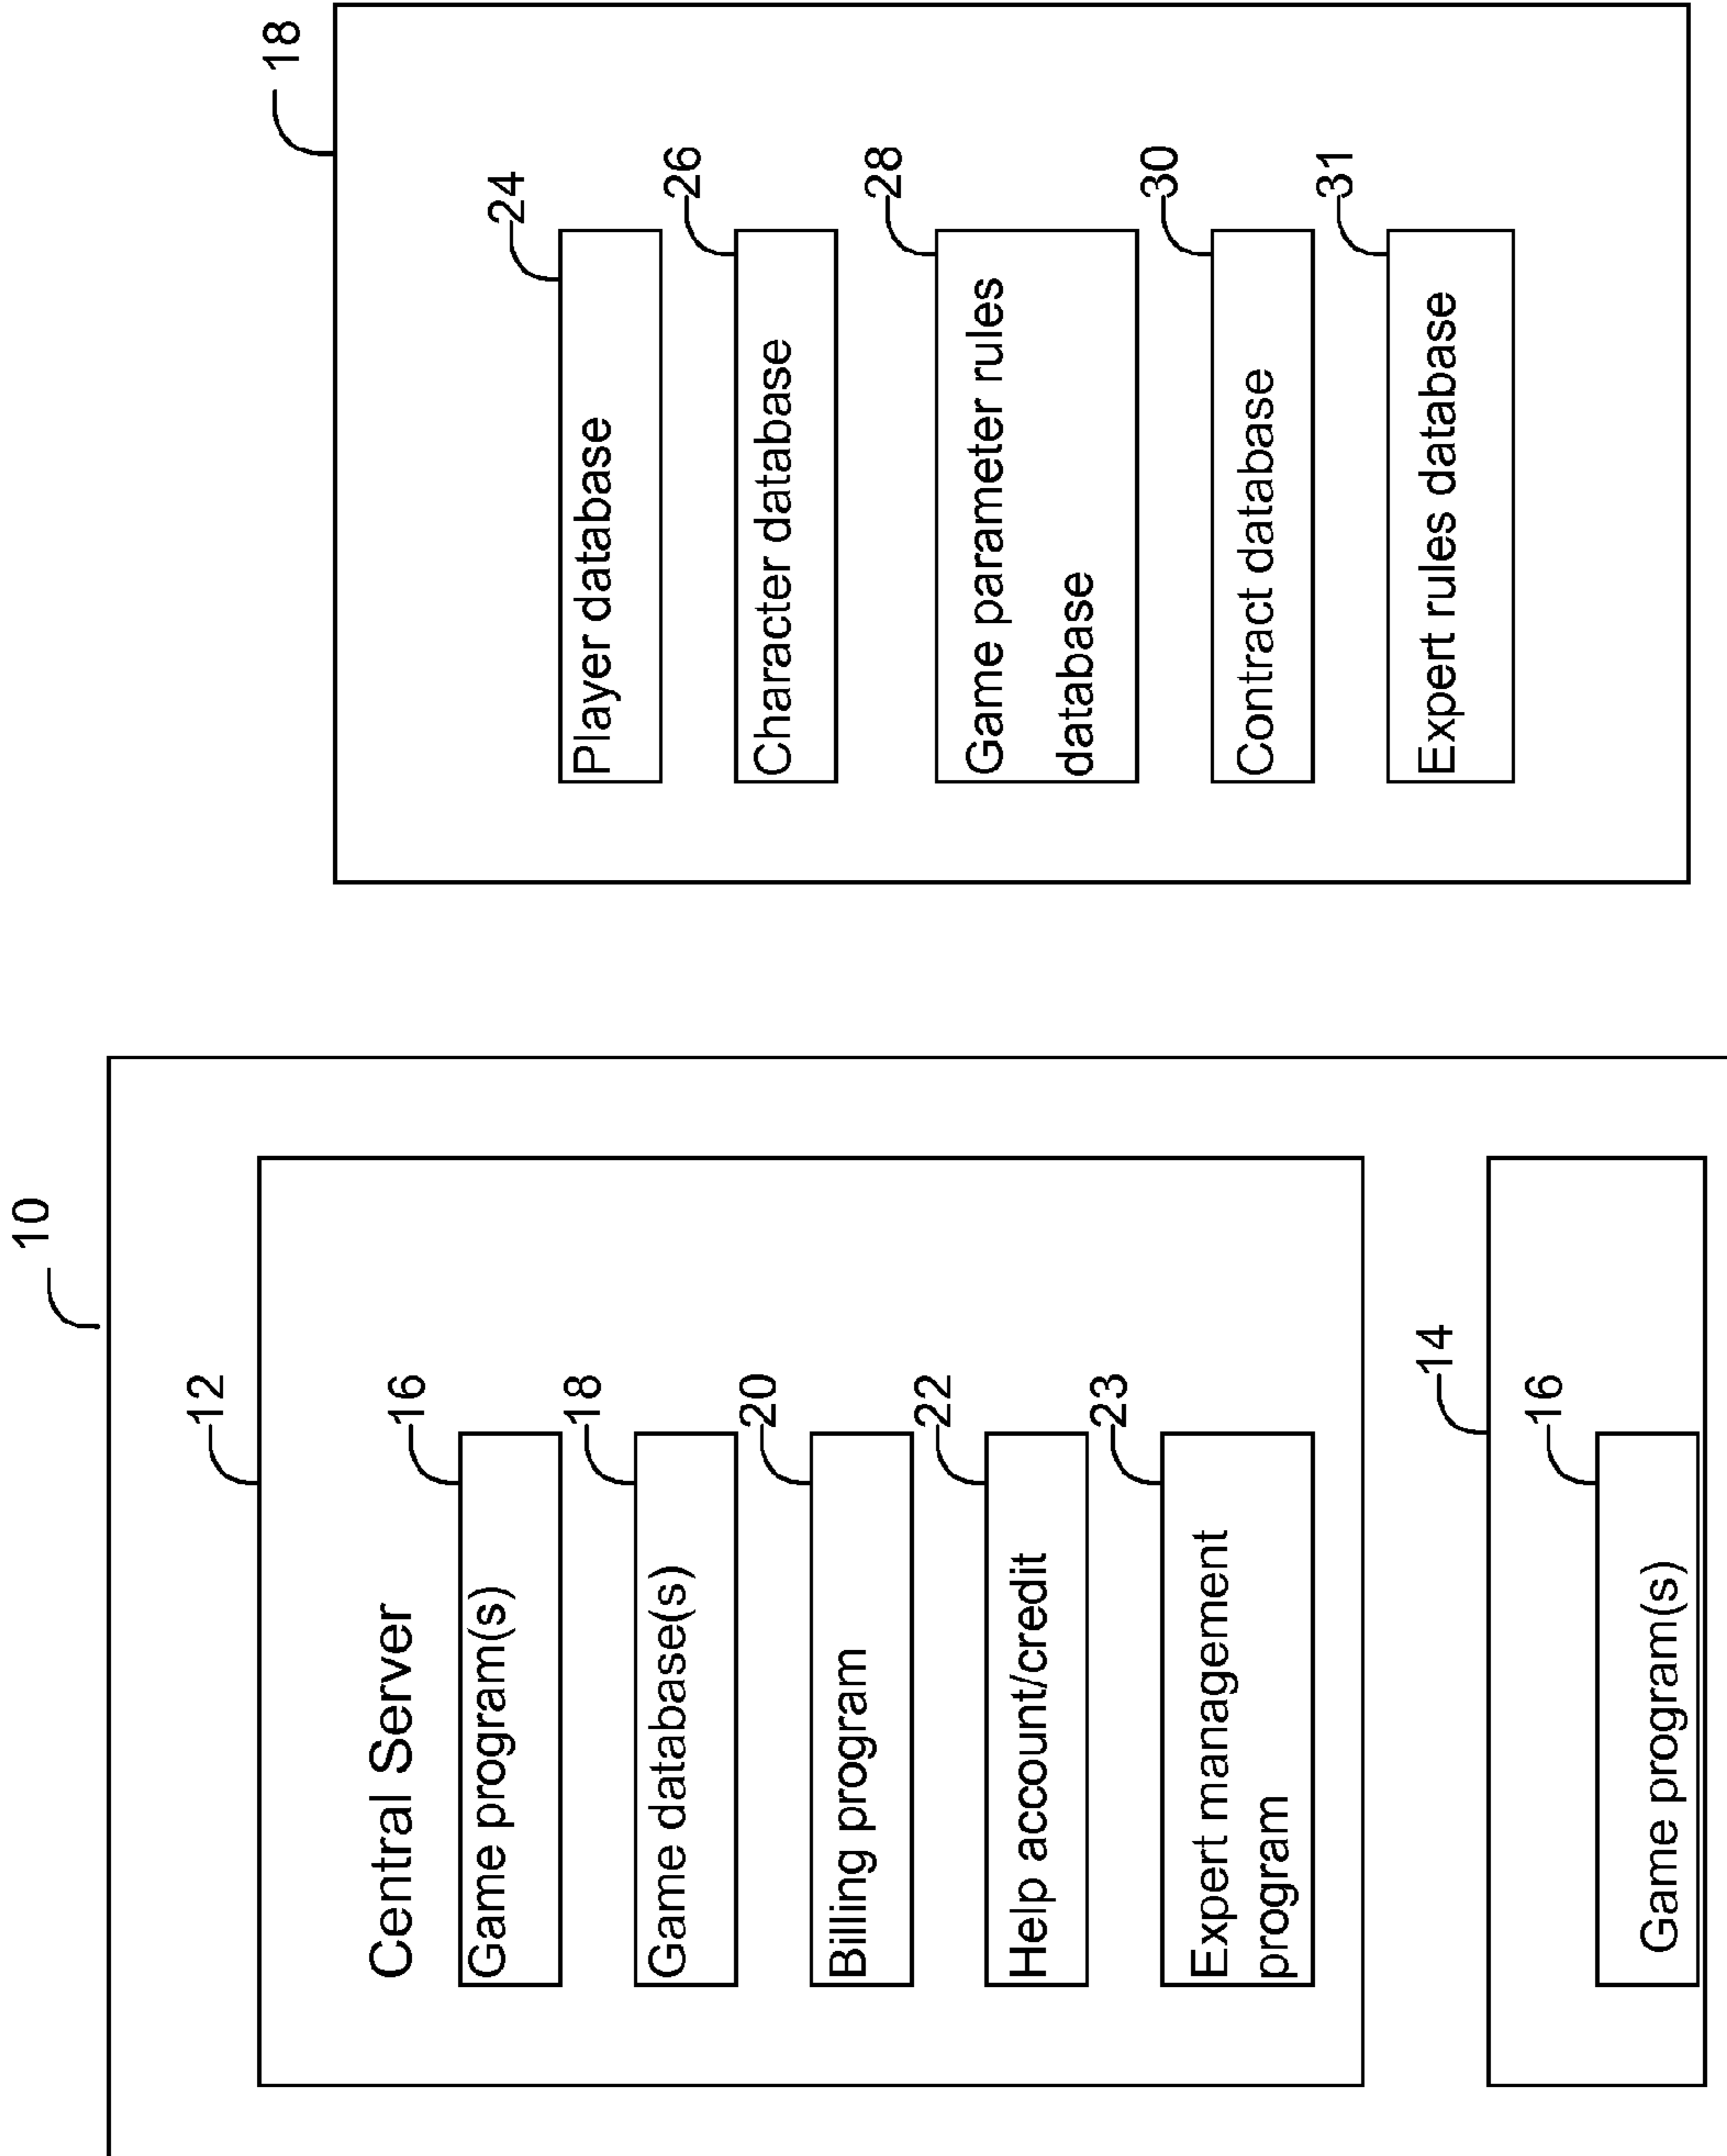 10
12
Central Server
16
Game program(s)
18
Game database(s)
20
Billing program
22
Help account/credit
23
Expert management
program
14
16
Game program(s)
18
24
Player database
26
Character database
28
Game parameter rules
database
30
Contract database
31
Expert rules database